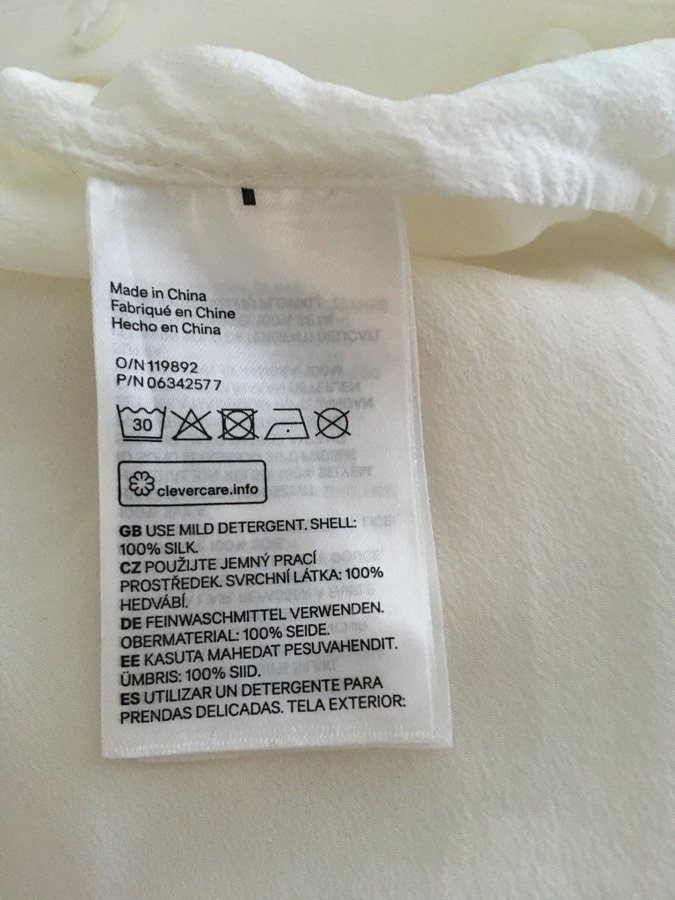 Made in China
Fabriqué en Chine
Hecho en China
O/N 119892
P/N 06342577
30
clevercare.info
GB USE MILD DETERGENT. SHELL:
100% SILK.
CZ POUŽIJTE JEMNÝ PRACÍ
PROSTŘEDEK. SVRCHNÍ LÁTKA: 100%
HEDVÁBÍ.
DE FEINWASCHMITTEL VERWENDEN.
OBERMATERIAL: 100% SEIDE.
EE KASUTA MAHEDAT PESUVAHENDIT.
ÜMBRIS: 100% SIID.
ES UTILIZAR UN DETERGENTE PARA
PRENDAS DELICADAS. TELA EXTERIOR: